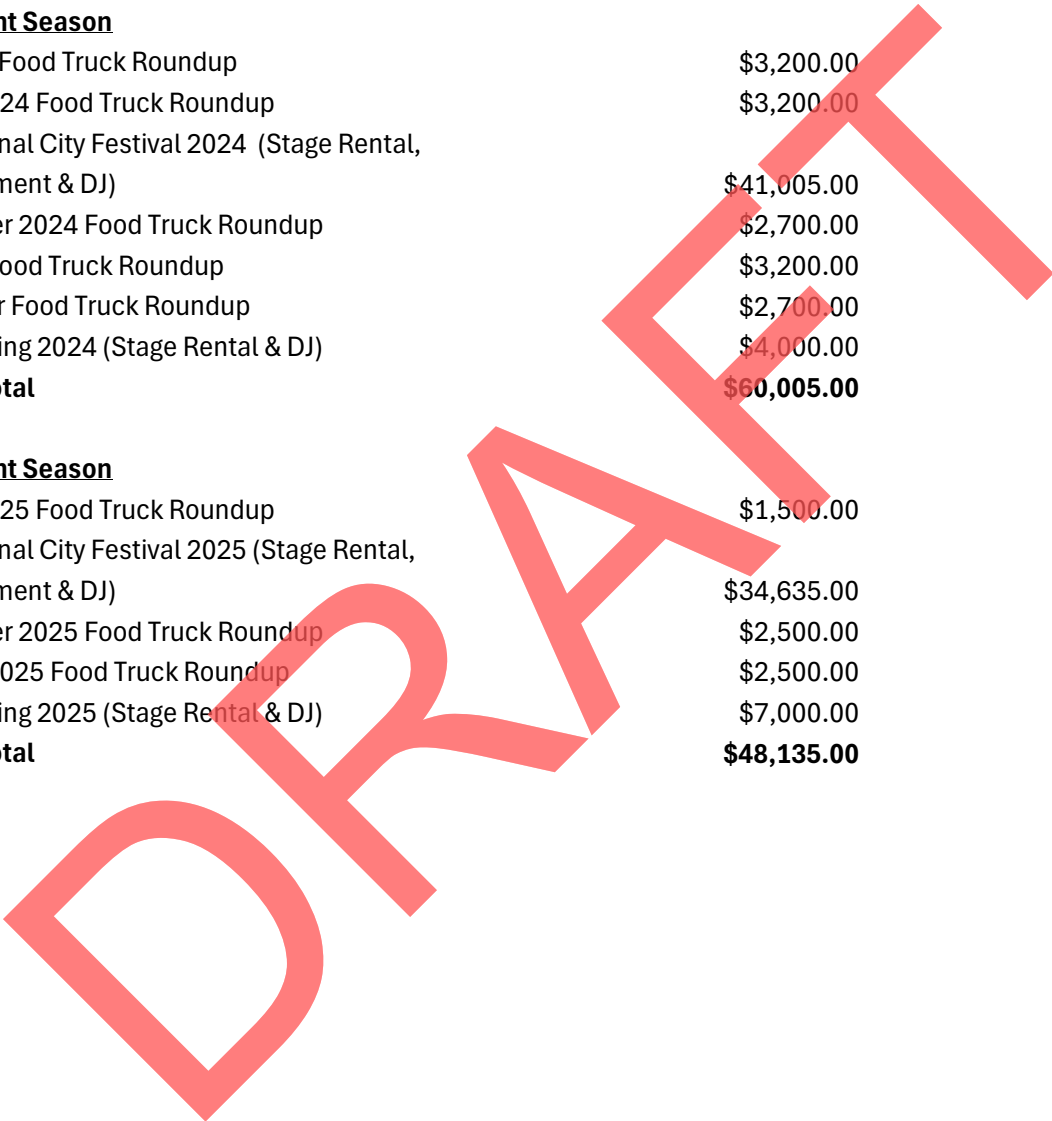 nt Season
Food Truck Roundup $3,200.00
24 Food Truck Roundup $3,200.00
nal City Festival 2024 (Stage Rental,
ment & DJ) $41,005.00
er 2024 Food Truck Roundup $2,700.00
ood Truck Roundup $3,200.00
r Food Truck Roundup $2,700.00
ing 2024 (Stage Rental & DJ) $4,000.00
otal $60,005.00
nt Season
25 Food Truck Roundup $1,500.00
nal City Festival 2025 (Stage Rental,
ment & DJ) $34,635.00
er 2025 Food Truck Roundup $2,500.00
025 Food Truck Roundup $2,500.00
ing 2025 (Stage Rental & DJ) $7,000.00
otal $48,135.00
DRAFT